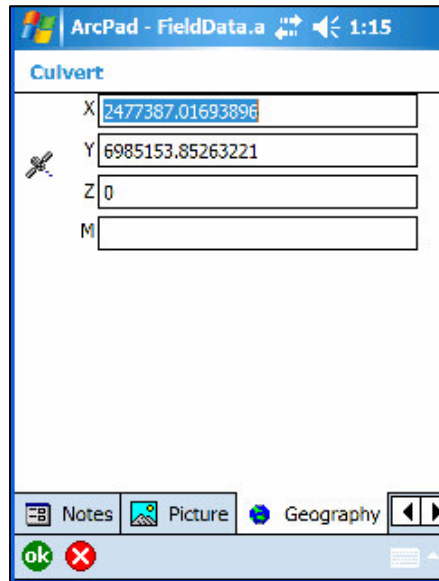 ArcPad - FieldData.a 1:15
Culvert
X 2477387.01693896
Y 6985153.85263221
Z 0
M
Notes Picture Geography
ok